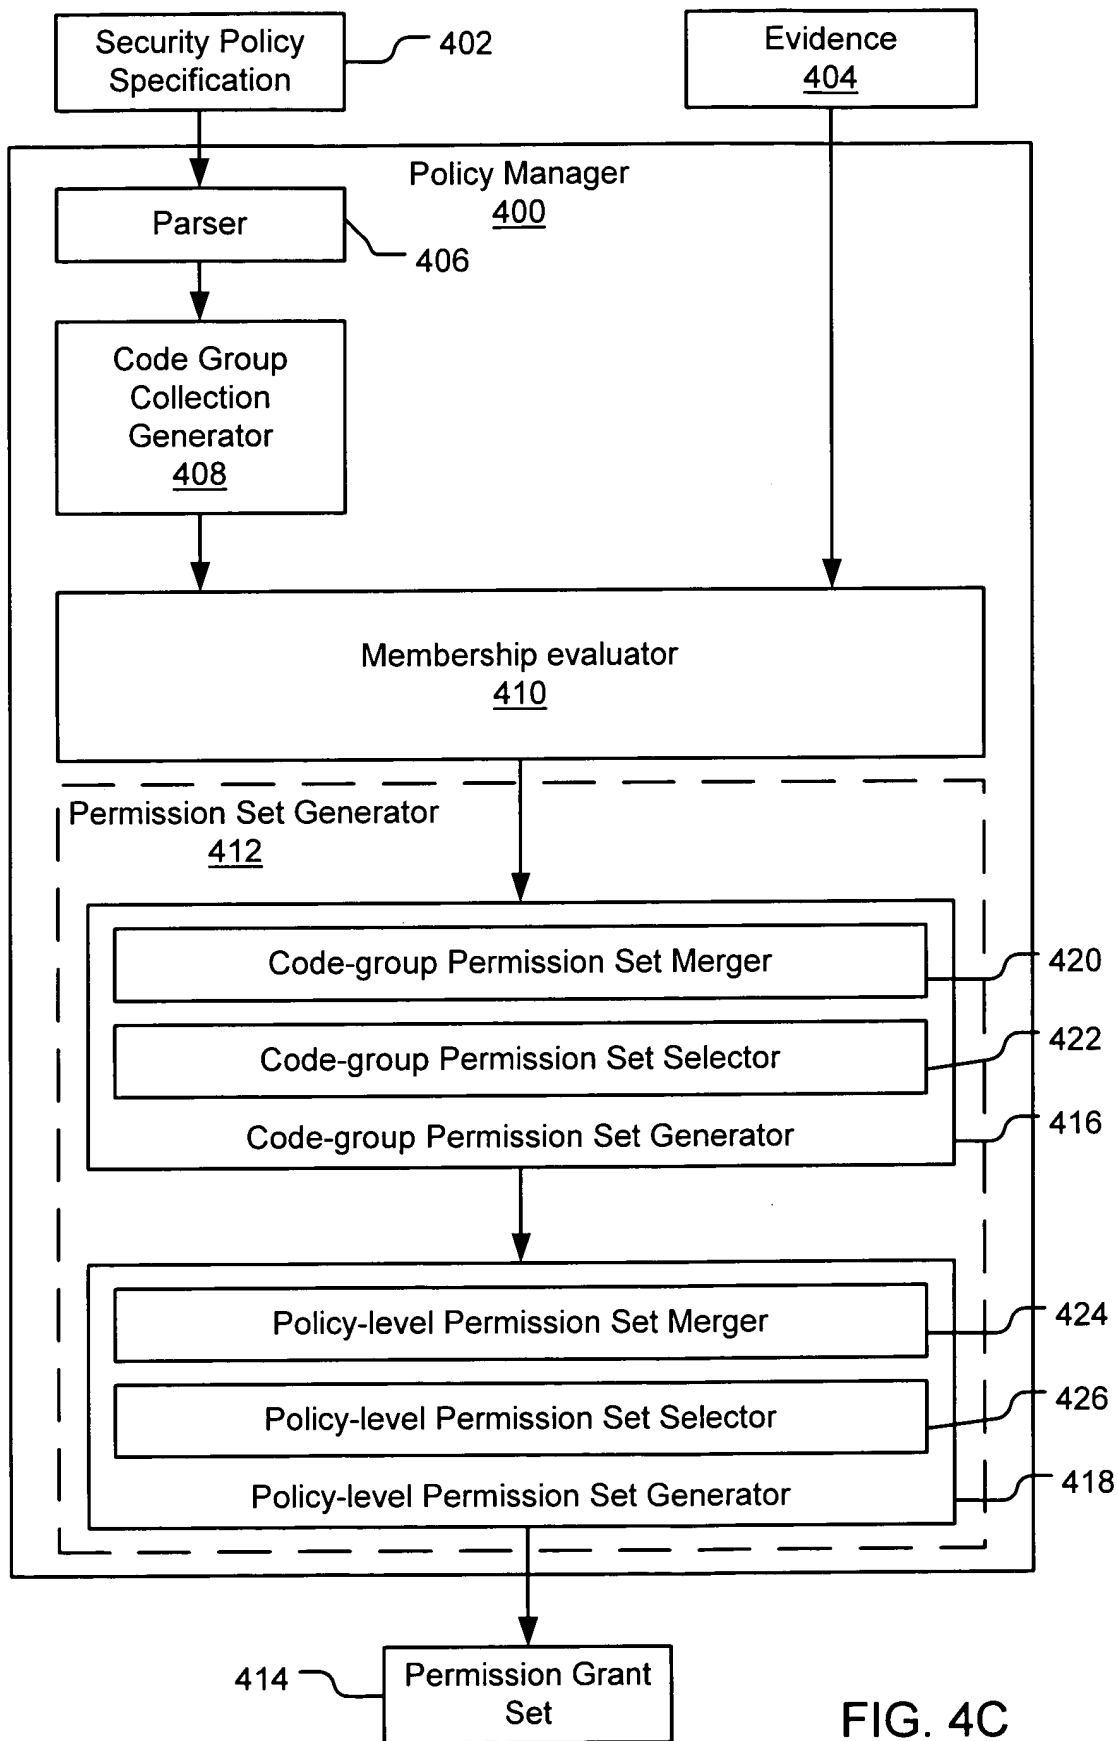 Security Policy
Specification
402
Evidence
404
Policy Manager
400
Parser
406
Code Group
Collection
Generator
408
Membership evaluator
410
Permission Set Generator
412
Code-group Permission Set Merger
420
Code-group Permission Set Selector
422
Code-group Permission Set Generator
416
Policy-level Permission Set Merger
424
Policy-level Permission Set Selector
426
Policy-level Permission Set Generator
418
414
Permission Grant
Set
FIG. 4C